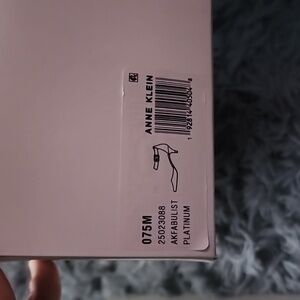 ANNE KLEIN
075M
25023088
AKFABULIST
PLATINUM